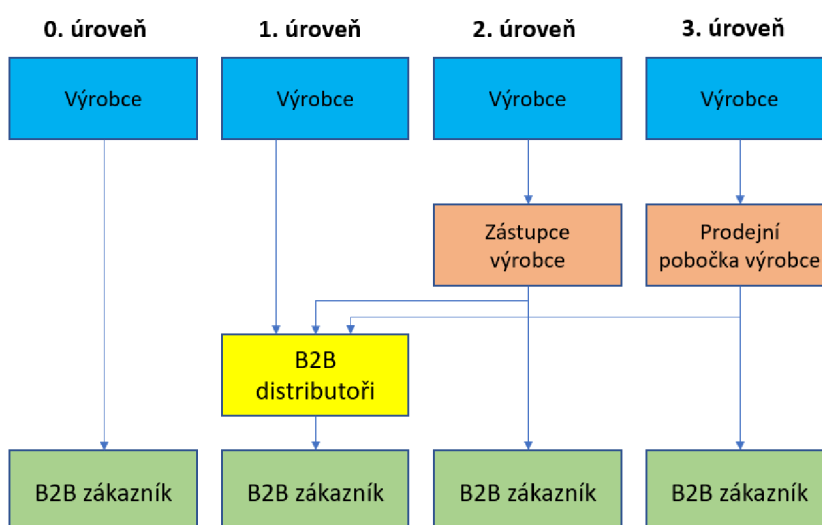 0. úroveň
1. úroveň
2. úroveň
3. úroveň
Výrobce
Výrobce
Výrobce
Výrobce
Zástupce
výrobce
Prodejní
pobočka výrobce
B2B
distributoři
B2B zákazník
B2B zákazník
B2B zákazník
B2B zákazník